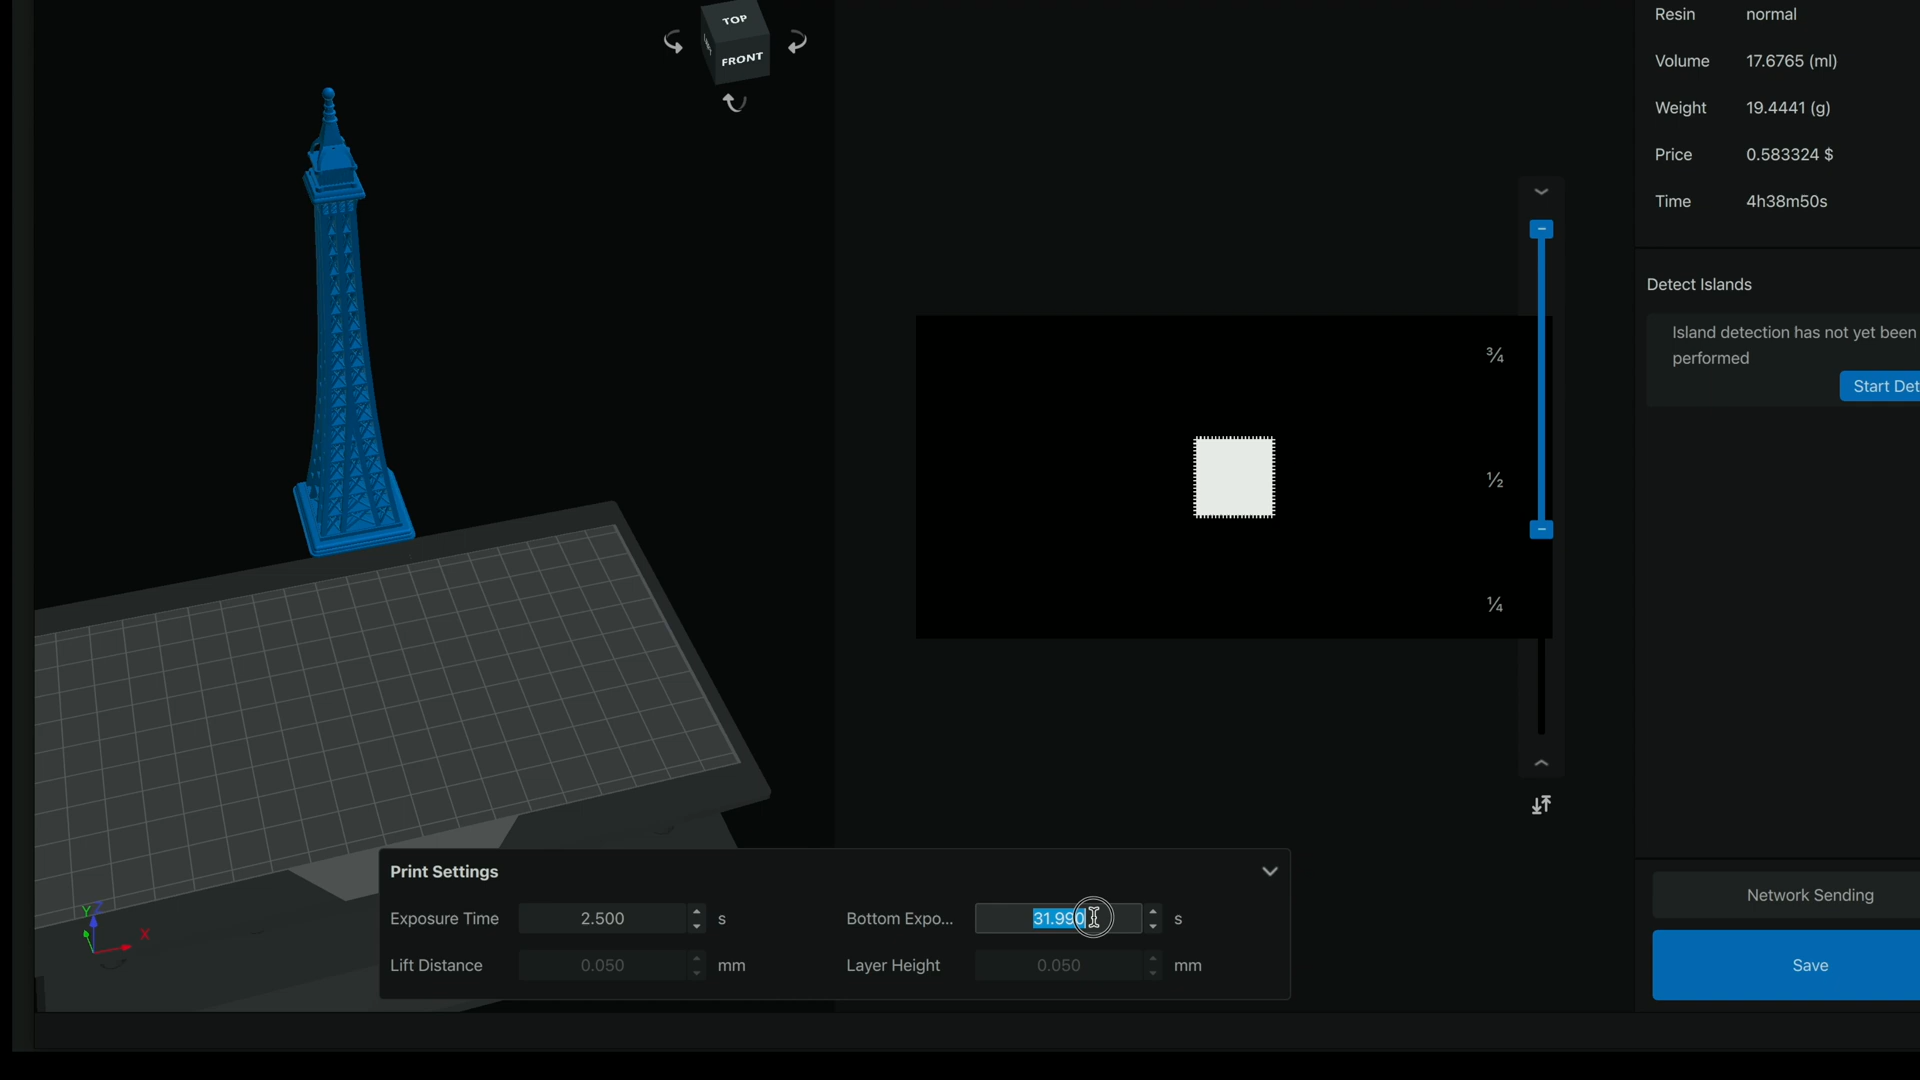 TOP
FRONT
Resin normal
Volume 17.6765 (ml)
Weight 19.4441 (g)
Price 0.583324 $
Time 4h38m50s
Detect Islands
Island detection has not yet been
performed
Start Det
¾
½
¼
Print Settings
Exposure Time 2.500 s Bottom Expo... 31.990 s
Lift Distance 0.050 mm Layer Height 0.050 mm
Network Sending
Save
Y Z
X